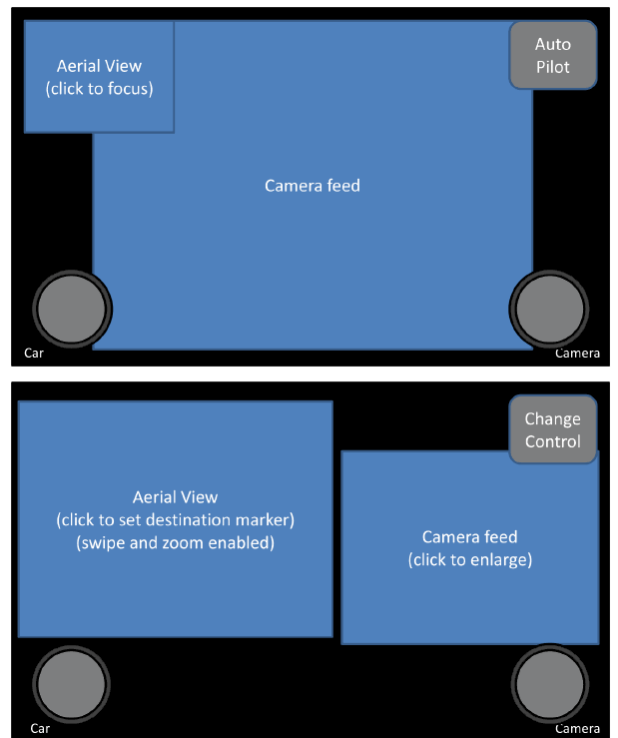 Aerial View
(click to focus)
Auto
Pilot
Camera feed
Car
Camera
Change
Control
Aerial View
(click to set destination marker)
(swipe and zoom enabled)
Camera feed
(click to enlarge)
Car
Camera